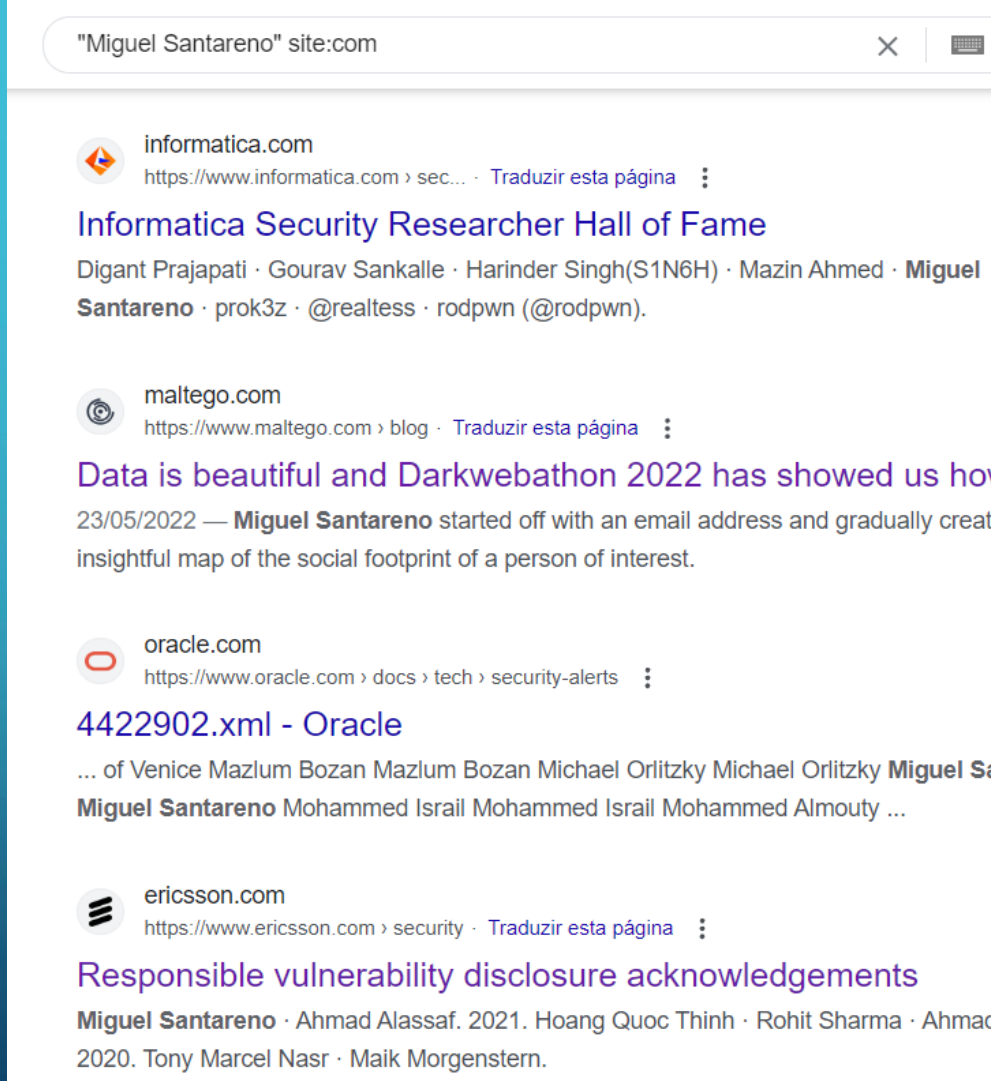 "Miguel Santareno" site:com
informatica.com
https://www.informatica.com › sec... · Traduzir esta página
Informatica Security Researcher Hall of Fame
Digant Prajapati · Gourav Sankalle · Harinder Singh(S1N6H) · Mazin Ahmed · Miguel
Santareno · prok3z · @realtess · rodpwn (@rodpwn).
maltego.com
https://www.maltego.com › blog · Traduzir esta página
Data is beautiful and Darkwebathon 2022 has showed us
23/05/2022 — Miguel Santareno started off with an email address and gradually
insightful map of the social footprint of a person of interest.
oracle.com
https://www.oracle.com › docs › tech › security-alerts
4422902.xml - Oracle
... of Venice Mazlum Bozan Mazlum Bozan Michael Orlitzky Michael Orlitzky Miguel
Miguel Santareno Mohammed Israil Mohammed Israil Mohammed Almouty ...
ericsson.com
https://www.ericsson.com › security · Traduzir esta página
Responsible vulnerability disclosure acknowledgements
Miguel Santareno · Ahmad Alassaf. 2021. Hoang Quoc Thinh · Rohit Sharma ·
2020. Tony Marcel Nasr · Maik Morgenstern.